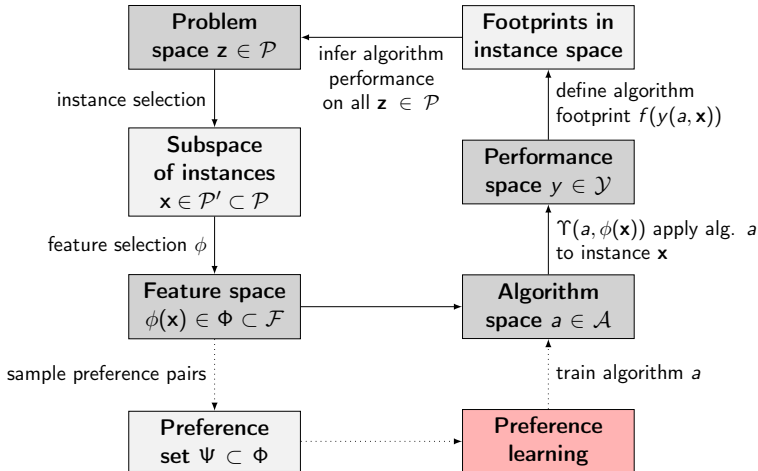 Problem
space z ∈ 𝒫
Footprints in
instance space
infer algorithm
performance
on all z ∈ 𝒫
instance selection
define algorithm
footprint f(y(a, x))
Subspace
of instances
x ∈ 𝒫′ ⊂ 𝒫
Performance
space y ∈ 𝒴
feature selection ϕ
ϒ(a, ϕ(x)) apply alg. a
to instance x
Feature space
ϕ(x) ∈ Φ ⊂ ℱ
Algorithm
space a ∈ 𝒜
sample preference pairs
train algorithm a
Preference
set Ψ ⊂ Φ
Preference
learning